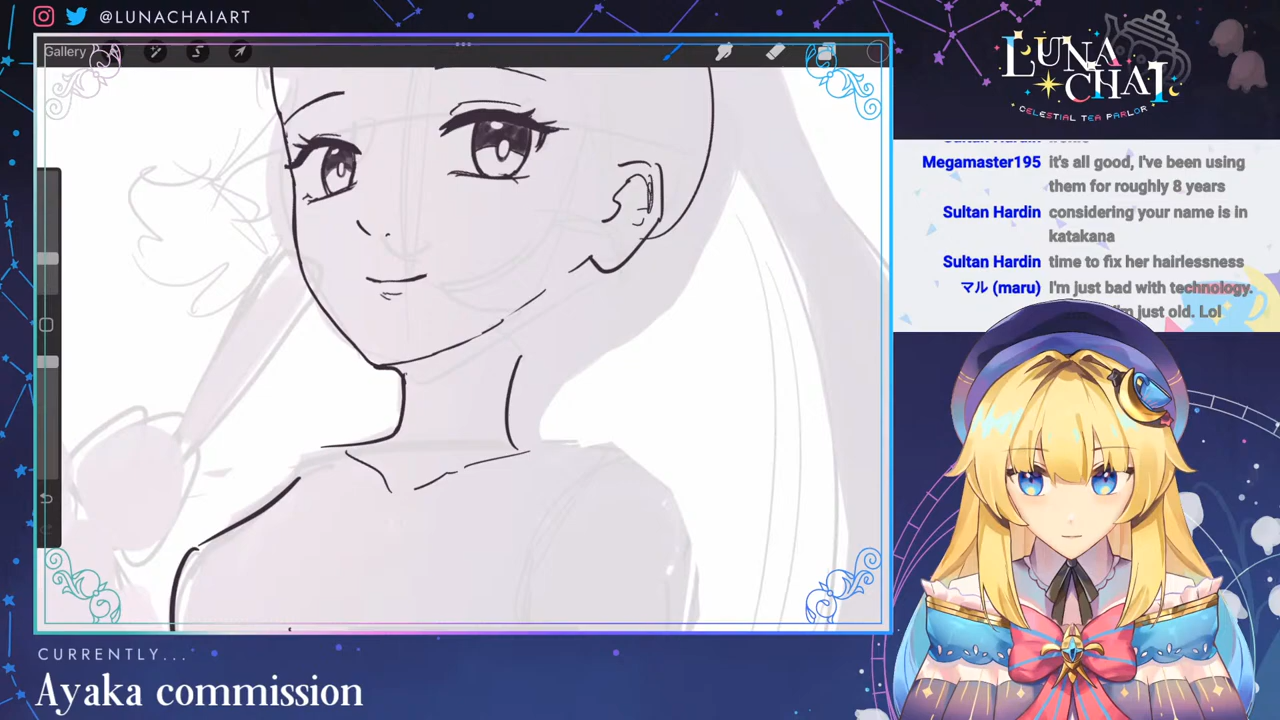 @LUNACHAIART
Gallery
LUNA
CHAI
CELESTIAL TEA PARLOR
Megamaster195 it's all good, I've been using
them for roughly 8 years
Sultan Hardin considering your name is in
katakana
Sultan Hardin time to fix her hairlessness
マル (maru) I'm just bad with technology.
I'm just old. Lol
CURRENTLY...
Ayaka commission